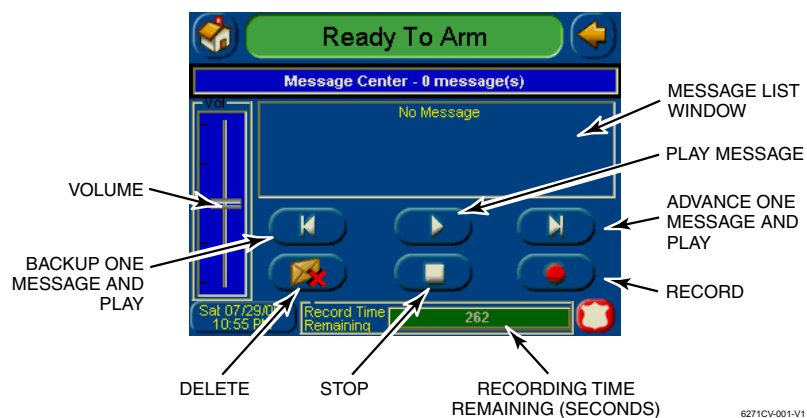 Ready To Arm
Message Center - 0 message(s)
Vol
No Message
MESSAGE LIST
WINDOW
PLAY MESSAGE
VOLUME
ADVANCE ONE
MESSAGE AND
PLAY
BACKUP ONE
MESSAGE AND
PLAY
RECORD
Sat 07/29/0
10:55 PM
Record Time
Remaining
262
DELETE
STOP
RECORDING TIME
REMAINING (SECONDS)
6271CV-001-V1